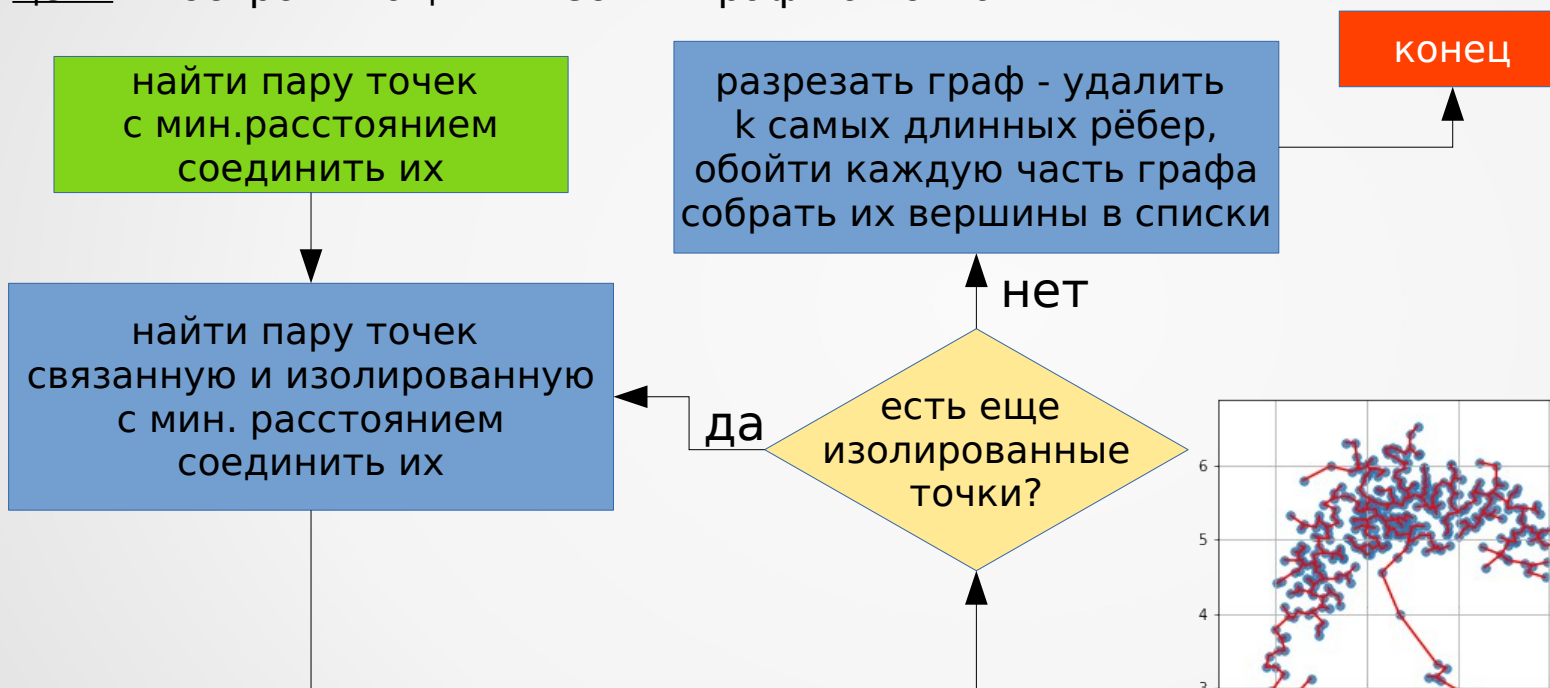 конец
найти пару точек
с мин.расстоянием
соединить их
разрезать граф - удалить
k самых длинных рёбер,
обойти каждую часть графа
собрать их вершины в списки
нет
найти пару точек
связанную и изолированную
с мин. расстоянием
соединить их
да
есть еще
изолированные
точки?
6
5
4